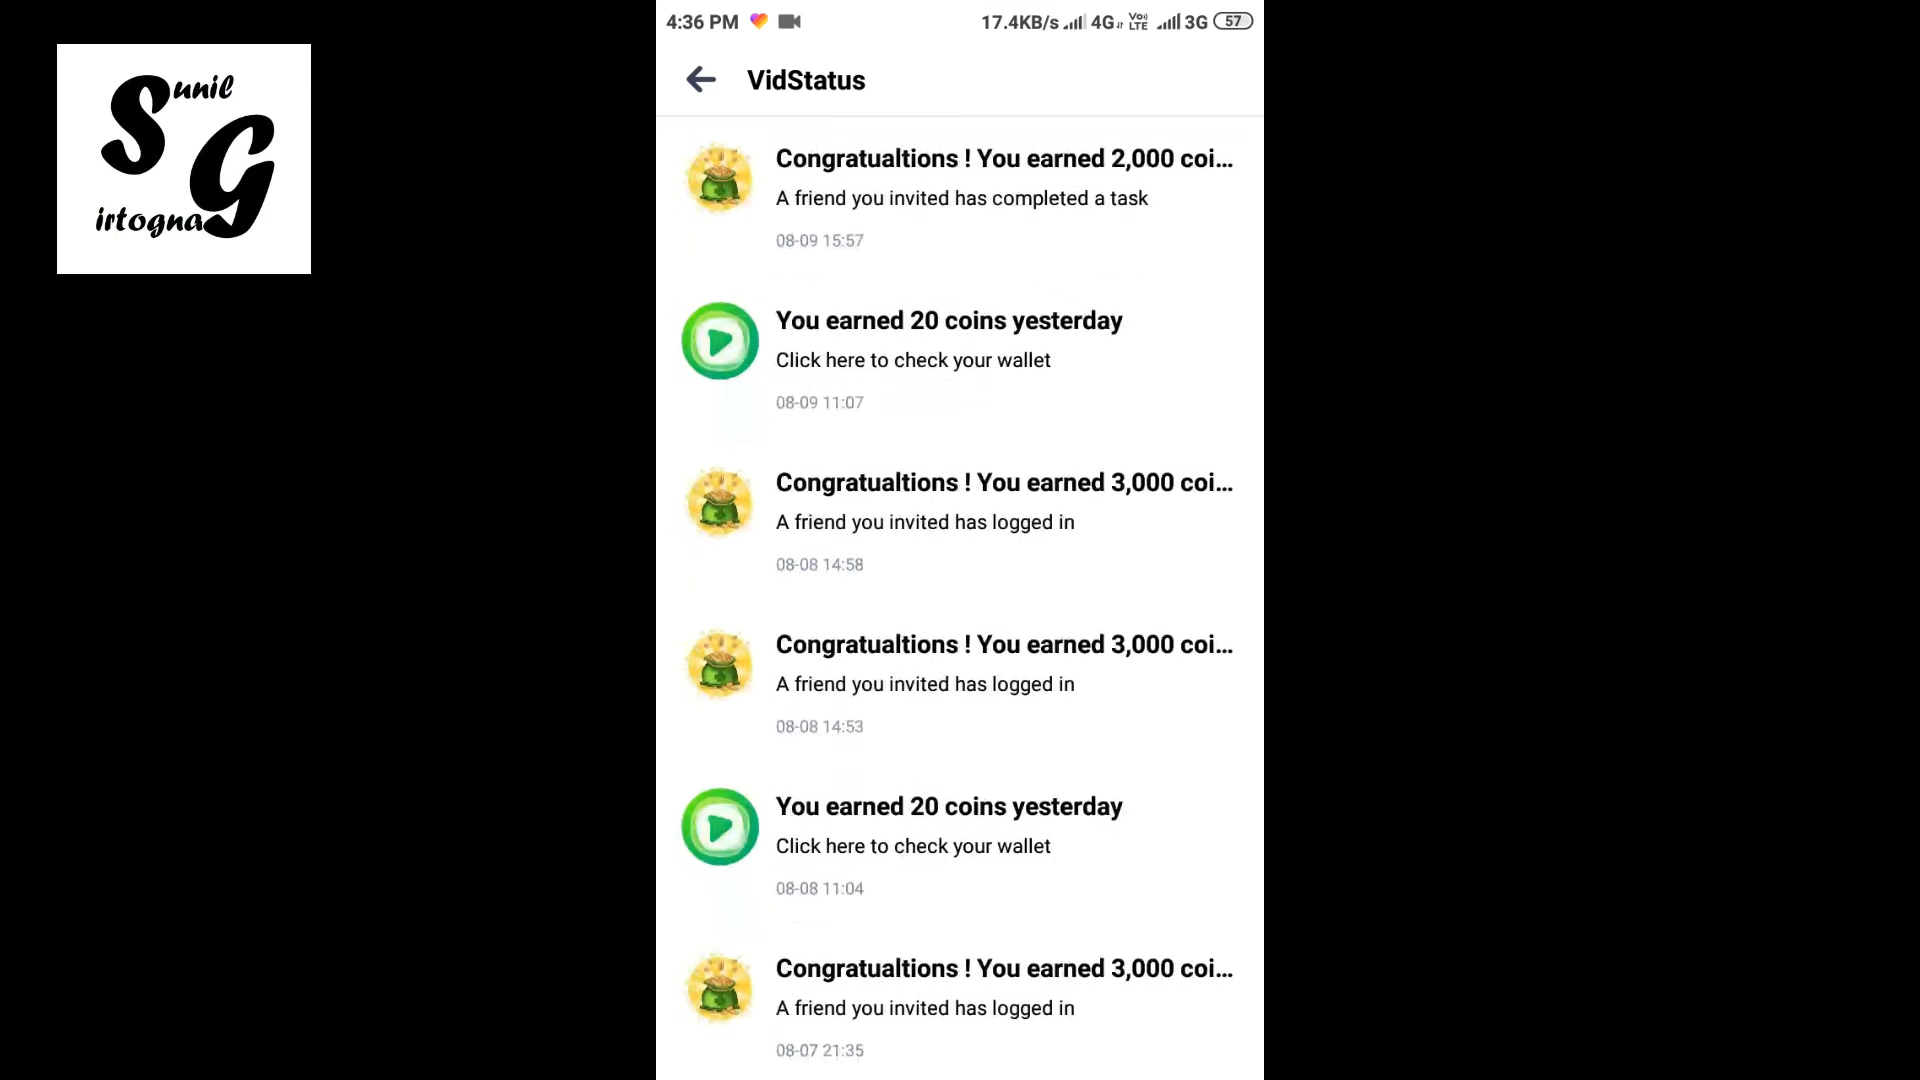 Sunil
Girtogna
4:36 PM 17.4KB/s 4G Vo) LTE 3G 57
VidStatus
Congratualtions ! You earned 2,000 coi...
A friend you invited has completed a task
08-09 15:57
You earned 20 coins yesterday
Click here to check your wallet
08-09 11:07
Congratualtions ! You earned 3,000 coi...
A friend you invited has logged in
08-08 14:58
Congratualtions ! You earned 3,000 coi...
A friend you invited has logged in
08-08 14:53
You earned 20 coins yesterday
Click here to check your wallet
08-08 11:04
Congratualtions ! You earned 3,000 coi...
A friend you invited has logged in
08-07 21:35